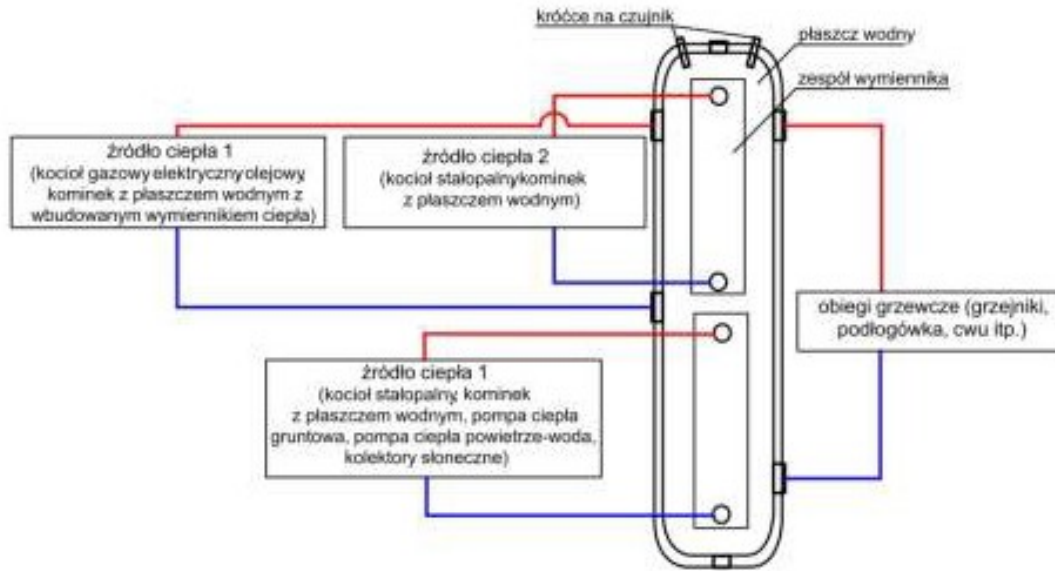 króćce na czujnik
płaszcz wodny
zespół wymiennika
źródło ciepła 1
(kocioł gazowy elektryczny olejowy,
kominek z płaszczem wodnym z
wbudowanym wymiennikiem ciepła)
źródło ciepła 2
(kocioł stałopalnykominek
z płaszczem wodnym)
obiegi grzewcze (grzejniki,
podłogówka, cwu itp.)
źródło ciepła 1
(kocioł stałopalny, kominek
z płaszczem wodnym, pompa ciepła
gruntowa, pompa ciepła powietrze-woda,
kolektory słoneczne)